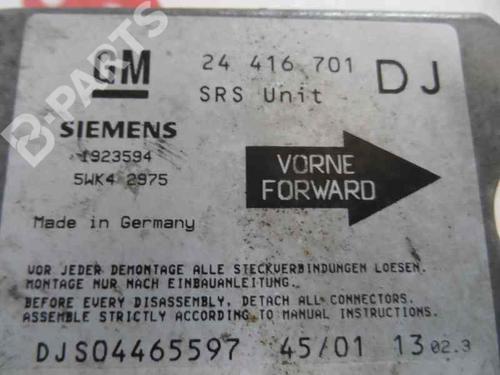 GM
24 416 701 DJ
SRS Unit
B-PARTS
SIEMENS
1923594
5WK4 2975
VORNE
FORWARD
Made in Germany
VOR JEDER DEMONTAGE ALLE STECKVERBINDUNGEN LOESEN.
MONTAGE NUR NACH EINBAUANLEITUNG.
BEFORE EVERY DISASSEMBLY, DETACH ALL CONNECTORS.
ASSEMBLE STRICTLY ACCORDING TO MANUAL INSTRUCTIONS.
DJS04465597 45/01 13 02.3